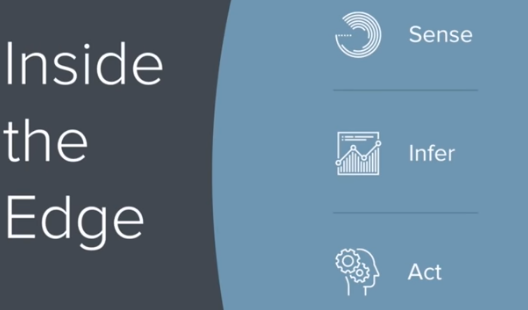 Inside
the
Edge
Sense
Infer
Act